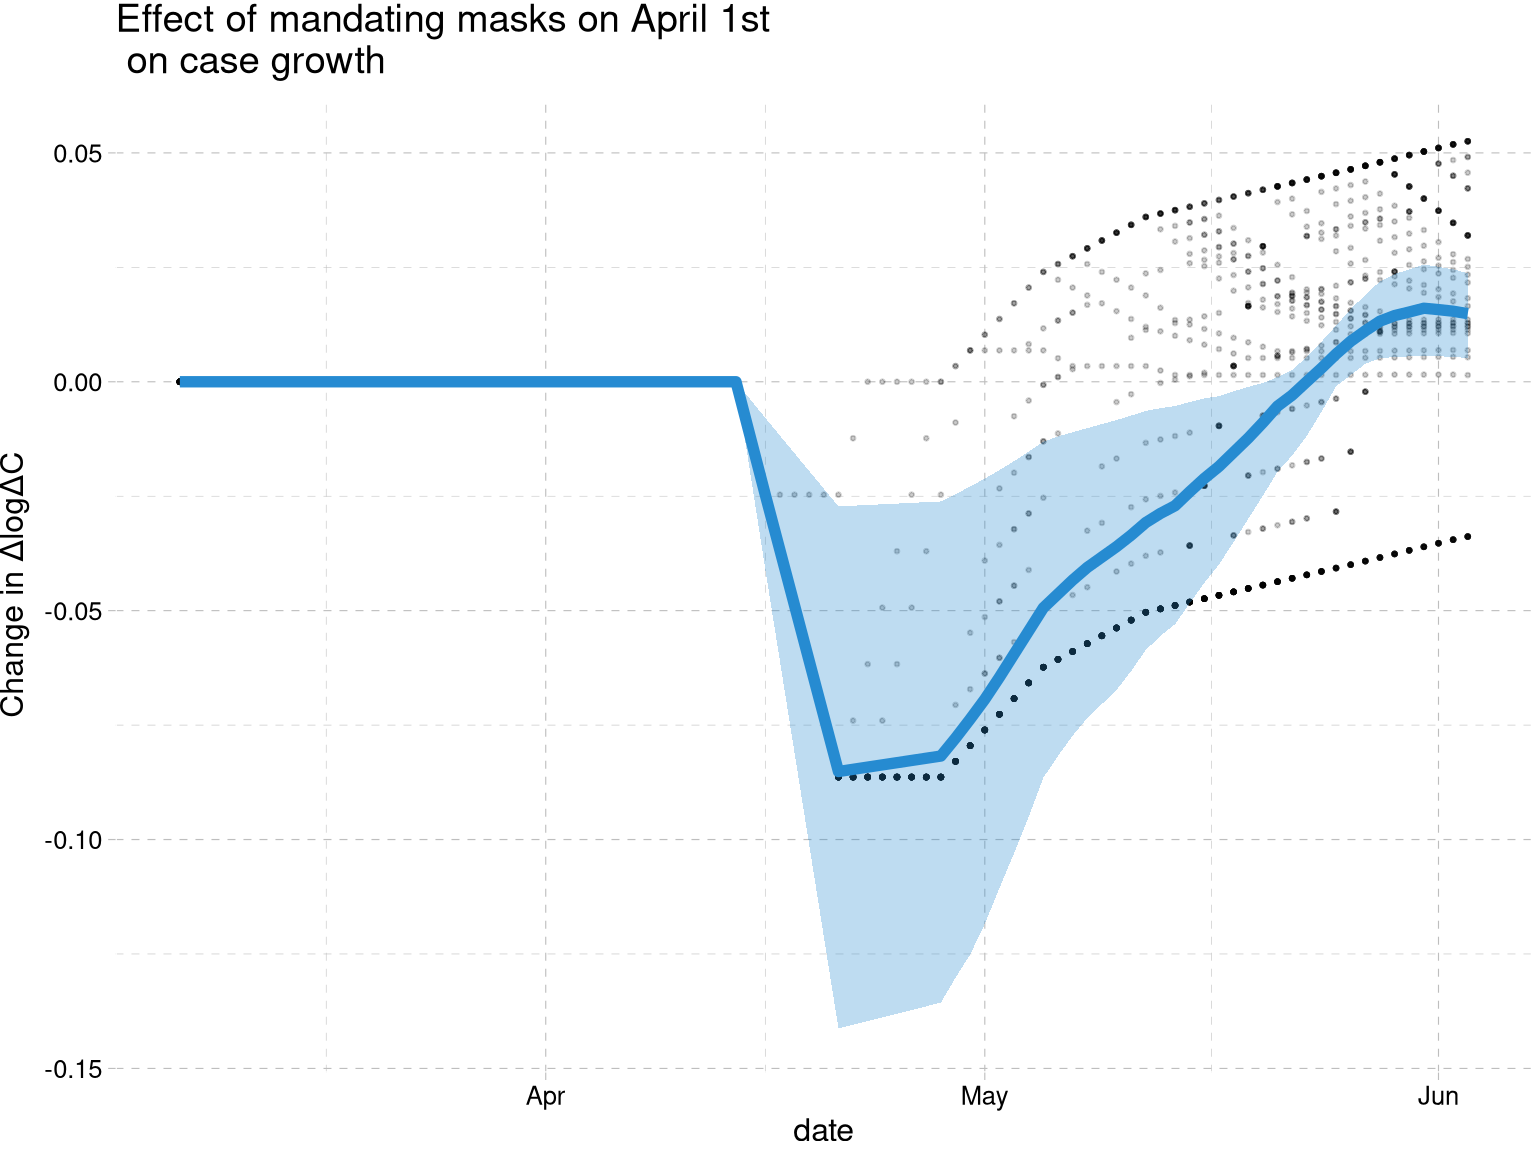 Effect of mandating masks on April 1st
on case growth
Change in ΔlogΔC
0.05
0.00
-0.05
-0.10
-0.15
Apr
May
Jun
date